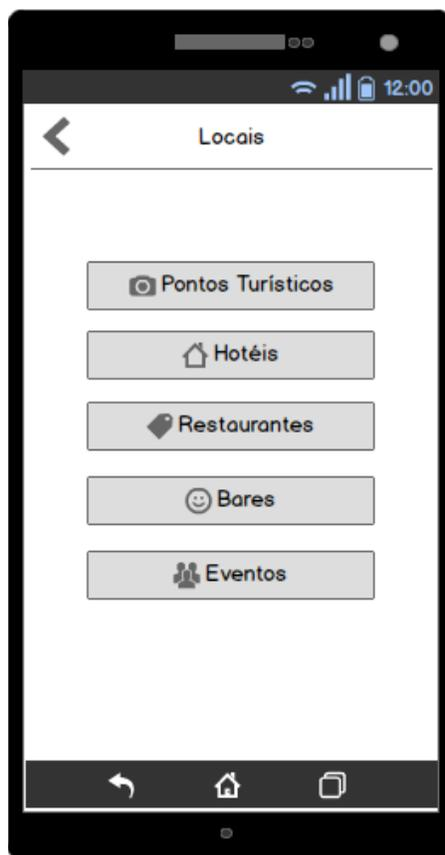 12:00
Locais
Pontos Turísticos
Hotéis
Restaurantes
Bares
Eventos